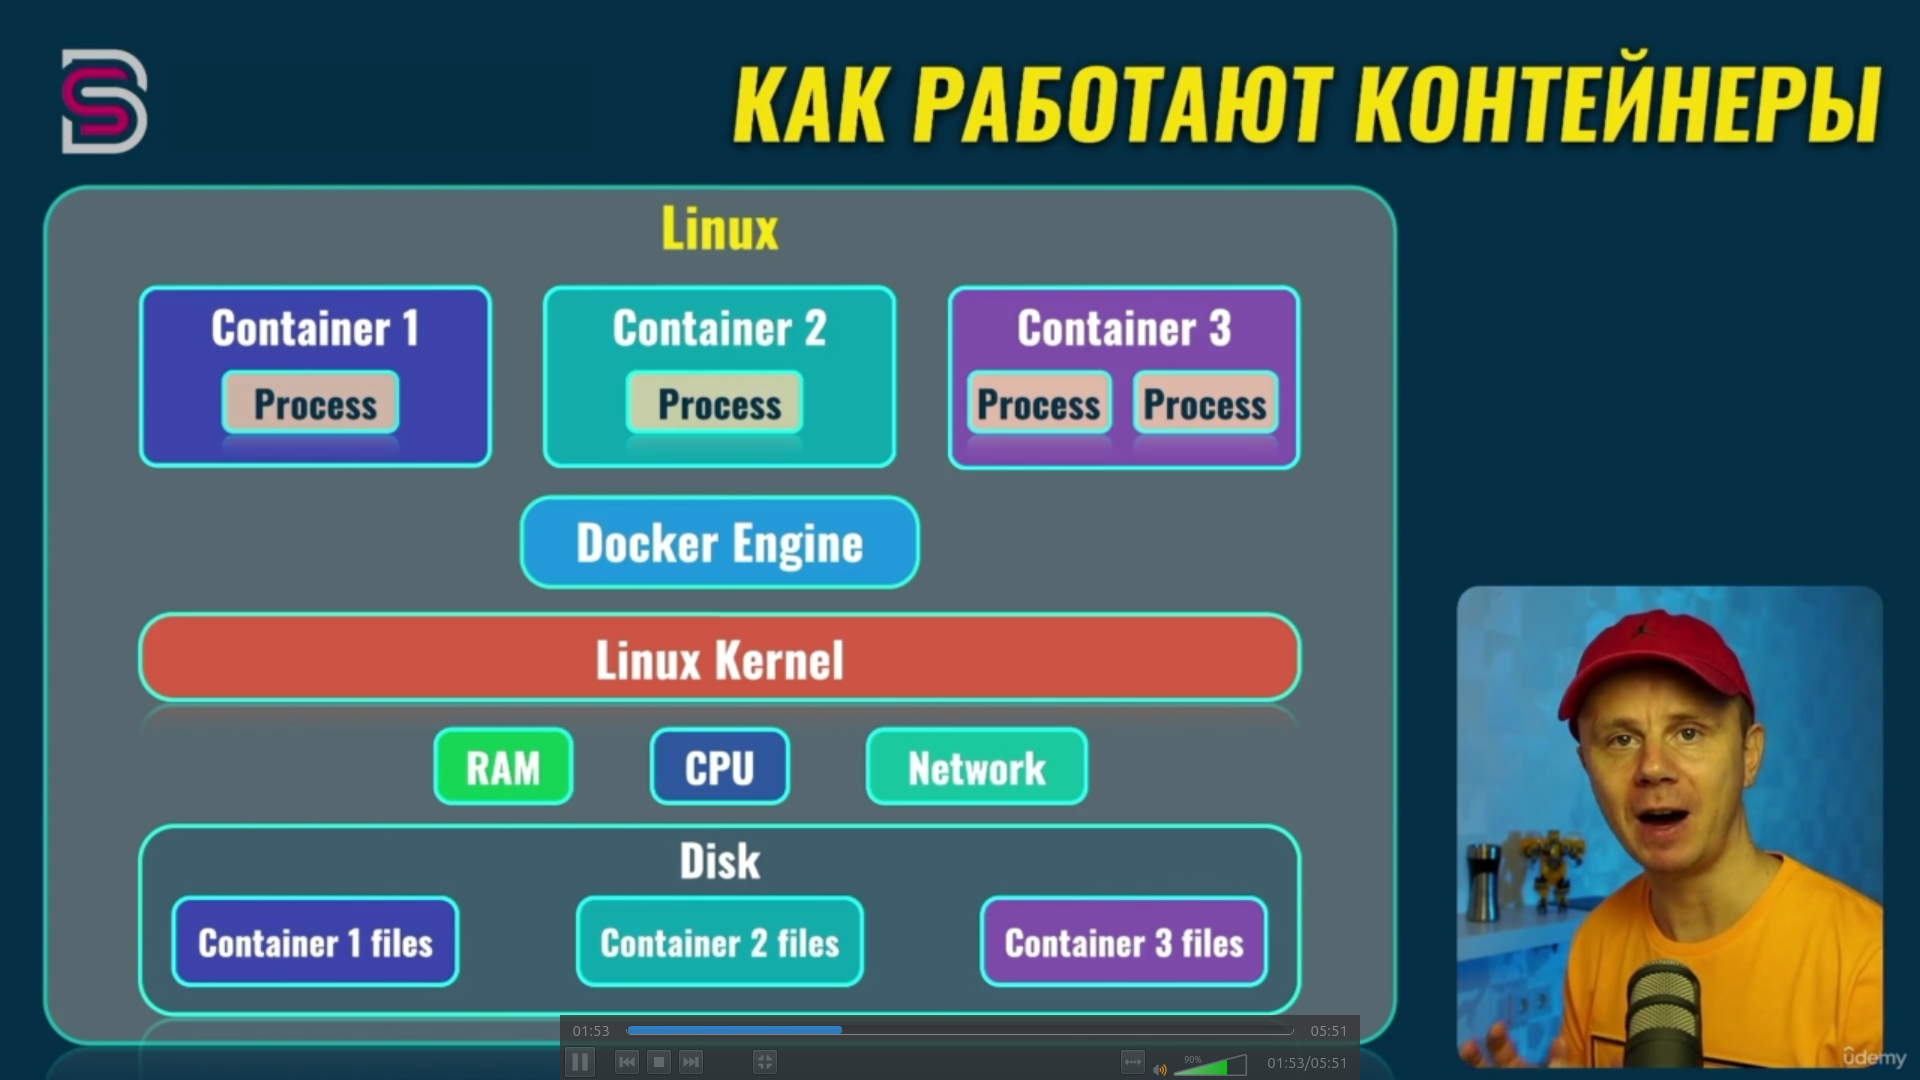 КАК РАБОТАЮТ КОНТЕЙНЕРЫ
Linux
Container 1
Process
Container 2
Process
Container 3
Process Process
Docker Engine
Linux Kernel
RAM CPU Network
Disk
Container 1 files
Container 2 files
Container 3 files
01:53 05:51
90%
01:53/05:51
ûdemy